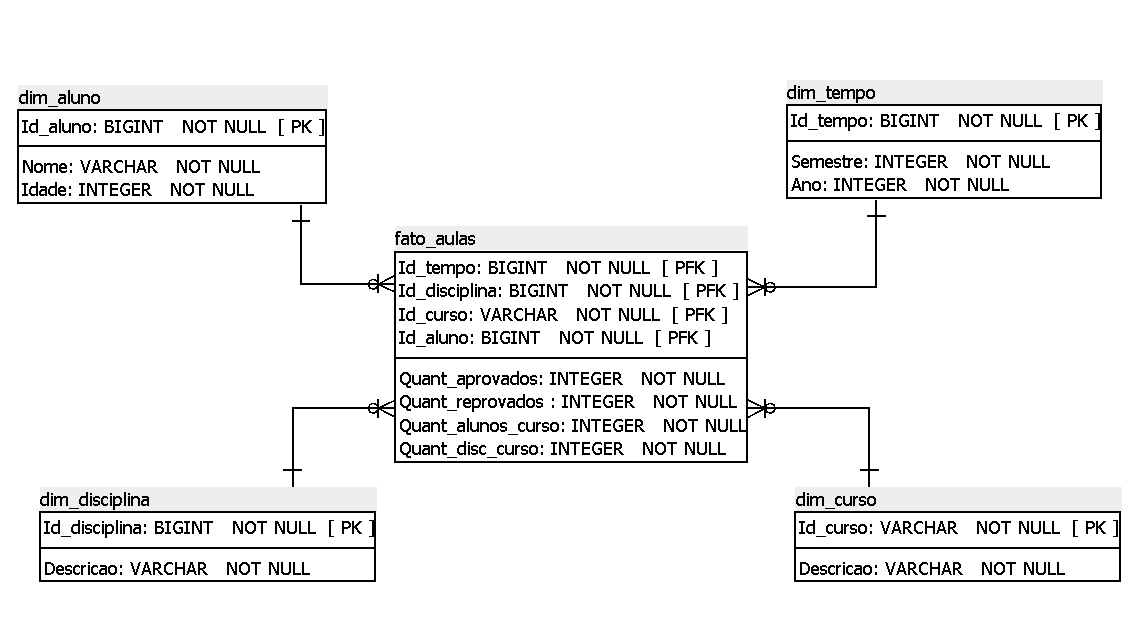 dim_aluno
Id_aluno: BIGINT NOT NULL [ PK ]
Nome: VARCHAR NOT NULL
Idade: INTEGER NOT NULL
dim_tempo
Id_tempo: BIGINT NOT NULL [ PK ]
Semestre: INTEGER NOT NULL
Ano: INTEGER NOT NULL
fato_aulas
Id_tempo: BIGINT NOT NULL [ PFK ]
Id_disciplina: BIGINT NOT NULL [ PFK ]
Id_curso: VARCHAR NOT NULL [ PFK ]
Id_aluno: BIGINT NOT NULL [ PFK ]
Quant_aprovados: INTEGER NOT NULL
Quant_reprovados : INTEGER NOT NULL
Quant_alunos_curso: INTEGER NOT NULL
Quant_disc_curso: INTEGER NOT NULL
dim_disciplina
Id_disciplina: BIGINT NOT NULL [ PK ]
Descricao: VARCHAR NOT NULL
dim_curso
Id_curso: VARCHAR NOT NULL [ PK ]
Descricao: VARCHAR NOT NULL